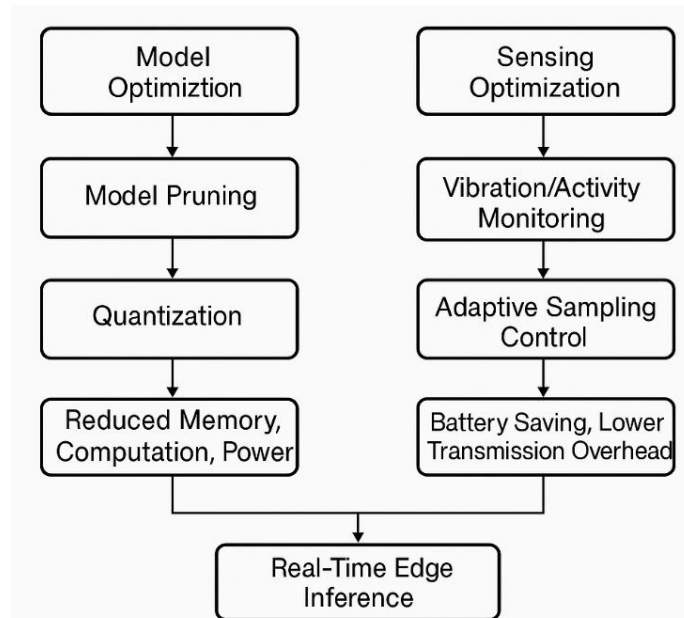 Model
Optimiztion
Model Pruning
Quantization
Reduced Memory,
Computation, Power
Sensing
Optimization
Vibration/Activity
Monitoring
Adaptive Sampling
Control
Battery Saving, Lower
Transmission Overhead
Real-Time Edge
Inference